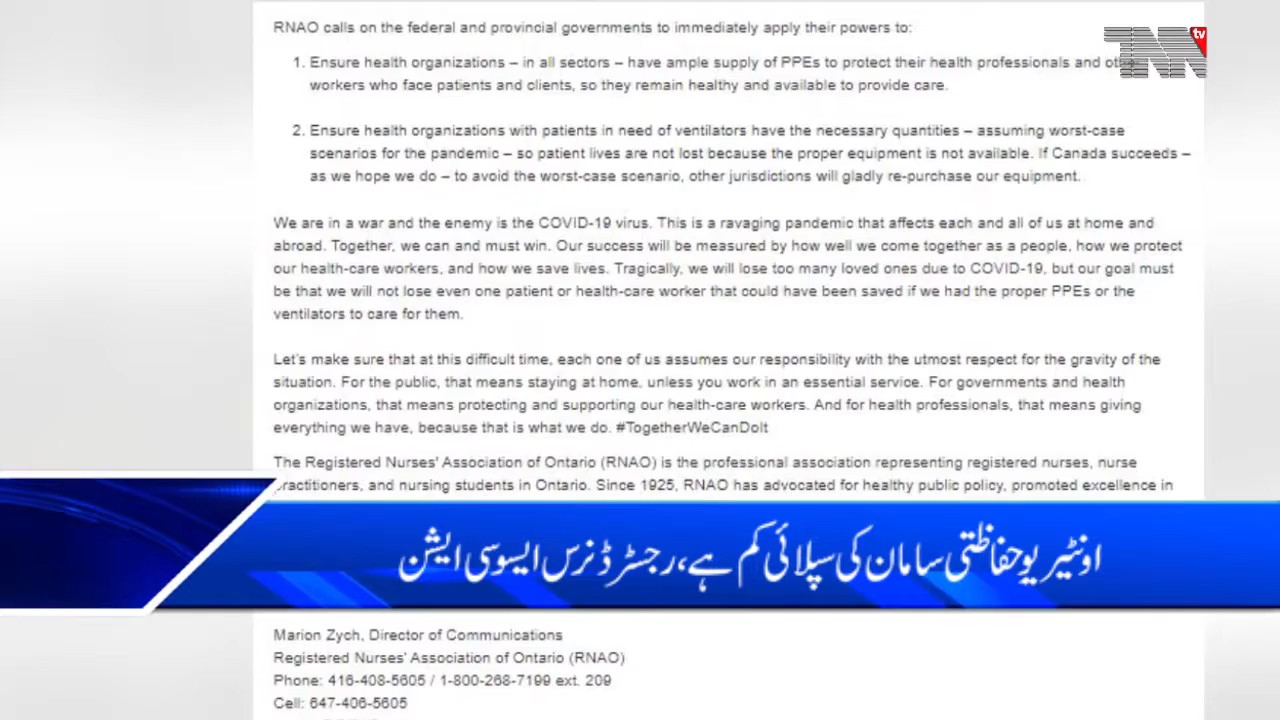 RNAO calls on the federal and provincial governments to immediately apply their powers to:
TNN tv
1. Ensure health organizations – in all sectors – have ample supply of PPEs to protect their health professionals and other
workers who face patients and clients, so they remain healthy and available to provide care.
2. Ensure health organizations with patients in need of ventilators have the necessary quantities – assuming worst-case
scenarios for the pandemic – so patient lives are not lost because the proper equipment is not available. If Canada succeeds –
as we hope we do – to avoid the worst-case scenario, other jurisdictions will gladly re-purchase our equipment.
We are in a war and the enemy is the COVID-19 virus. This is a ravaging pandemic that affects each and all of us at home and
abroad. Together, we can and must win. Our success will be measured by how well we come together as a people, how we protect
our health-care workers, and how we save lives. Tragically, we will lose too many loved ones due to COVID-19, but our goal must
be that we will not lose even one patient or health-care worker that could have been saved if we had the proper PPEs or the
ventilators to care for them.
Let's make sure that at this difficult time, each one of us assumes our responsibility with the utmost respect for the gravity of the
situation. For the public, that means staying at home, unless you work in an essential service. For governments and health
organizations, that means protecting and supporting our health-care workers. And for health professionals, that means giving
everything we have, because that is what we do. #TogetherWeCanDoIt
The Registered Nurses' Association of Ontario (RNAO) is the professional association representing registered nurses, nurse
practitioners, and nursing students in Ontario. Since 1925, RNAO has advocated for healthy public policy, promoted excellence in
اونٹیریو حفاظتی سامان کی سپلائی کم ہے، رجسٹرڈ نرس ایسوسی ایشن
Marion Zych, Director of Communications
Registered Nurses' Association of Ontario (RNAO)
Phone: 416-408-5605 / 1-800-268-7199 ext. 209
Cell: 647-406-5605